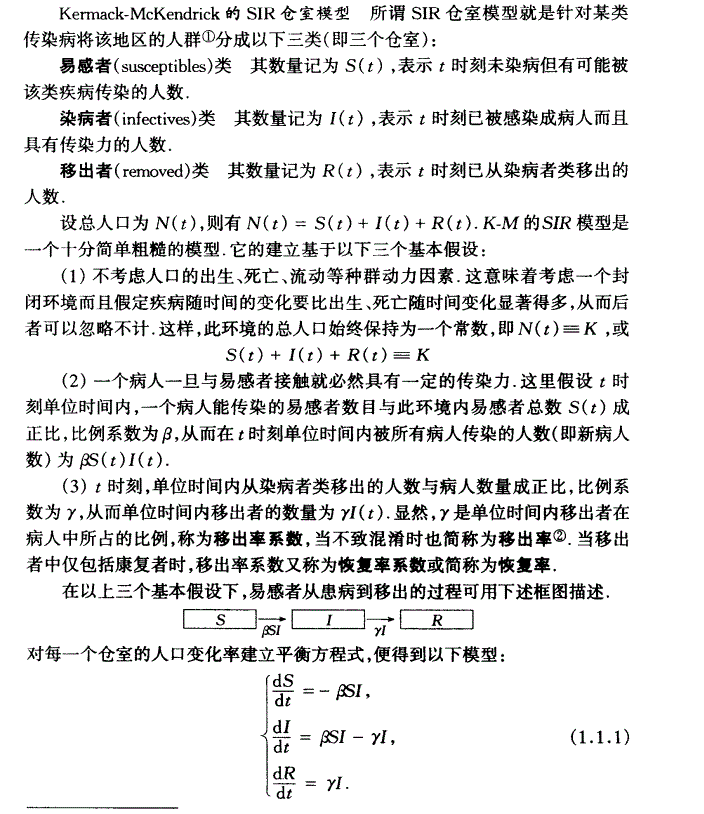 Kermack-McKendrick 的 SIR 仓室模型　所谓 SIR 仓室模型就是针对某类
传染病将该地区的人群①分成以下三类(即三个仓室):
易感者(susceptibles)类　其数量记为 S(t),表示 t 时刻未染病但有可能被
该类疾病传染的人数.
染病者(infectives)类　其数量记为 I(t),表示 t 时刻已被感染成病人而且
具有传染力的人数.
移出者(removed)类　其数量记为 R(t),表示 t 时刻已从染病者类移出的
人数.
设总人口为 N(t),则有 N(t) = S(t) + I(t) + R(t). K-M 的SIR 模型是
一个十分简单粗糙的模型.它的建立基于以下三个基本假设:
(1) 不考虑人口的出生、死亡、流动等种群动力因素.这意味着考虑一个封
闭环境而且假定疾病随时间的变化要比出生、死亡随时间变化显著得多,从而后
者可以忽略不计.这样,此环境的总人口始终保持为一个常数,即 N(t)≡K ,或
S(t) + I(t) + R(t) ≡ K
(2) 一个病人一旦与易感者接触就必然具有一定的传染力.这里假设 t 时
刻单位时间内,一个病人能传染的易感者数目与此环境内易感者总数 S(t) 成
正比,比例系数为β,从而在 t 时刻单位时间内被所有病人传染的人数(即新病人
数) 为 βS(t)I(t).
(3) t 时刻,单位时间内从染病者类移出的人数与病人数量成正比,比例系
数为 γ,从而单位时间内移出者的数量为 γI(t).显然,γ 是单位时间内移出者在
病人中所占的比例,称为移出率系数,当不致混淆时也简称为移出率②.当移出
者中仅包括康复者时,移出率系数又称为恢复率系数或简称为恢复率.
在以上三个基本假设下,易感者从患病到移出的过程可用下述框图描述.
S βSI I γI R
对每一个仓室的人口变化率建立平衡方程式,便得到以下模型:
dS/dt = - βSI,
dI/dt = βSI - γI, (1.1.1)
dR/dt = γI.